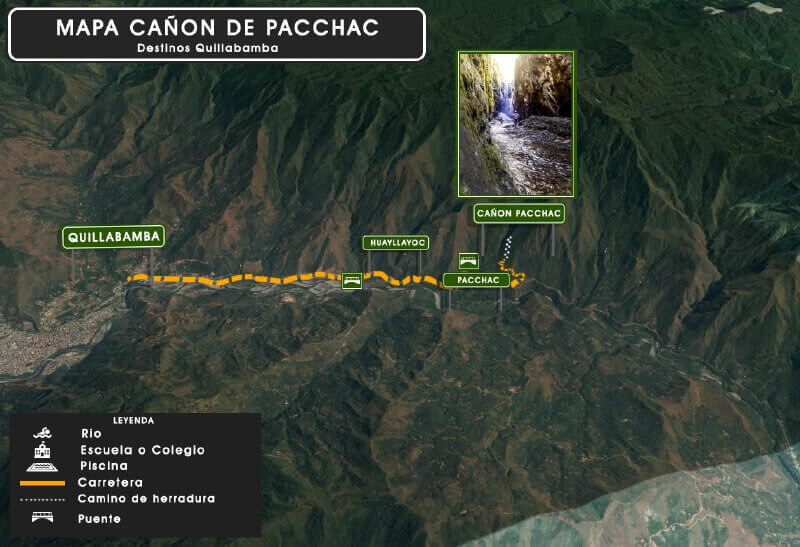 MAPA CAÑON DE PACCHAC
Destinos Quillabamba
CAÑON PACCHAC
QUILLABAMBA
HUAYLLAYOC
PACCHAC
LEYENDA
Rio
Escuela o Colegio
Piscina
Carretera
Camino de herradura
Puente